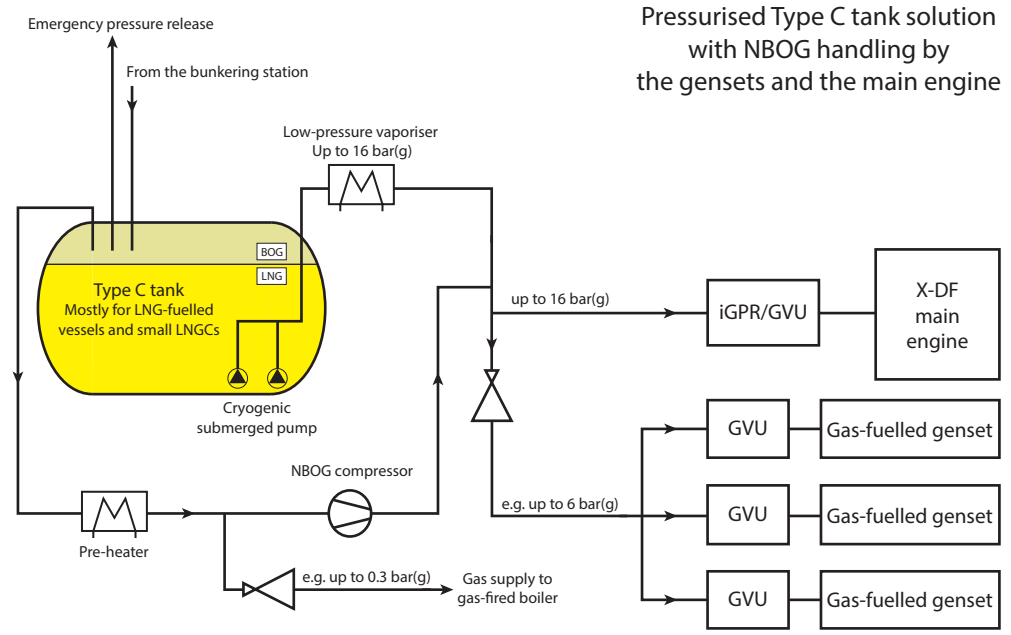 Pressurised Type C tank solution
with NBOG handling by
the gensets and the main engine
Emergency pressure release
From the bunkering station
Low-pressure vaporiser
Up to 16 bar(g)
BOG
LNG
Type C tank
Mostly for LNG-fuelled
vessels and small LNGCs
Cryogenic
submerged pump
up to 16 bar(g)
iGPR/GVU
X-DF
main
engine
GVU
Gas-fuelled genset
NBOG compressor
e.g. up to 6 bar(g)
GVU
Gas-fuelled genset
Pre-heater
e.g. up to 0.3 bar(g)
Gas supply to
gas-fired boiler
GVU
Gas-fuelled genset